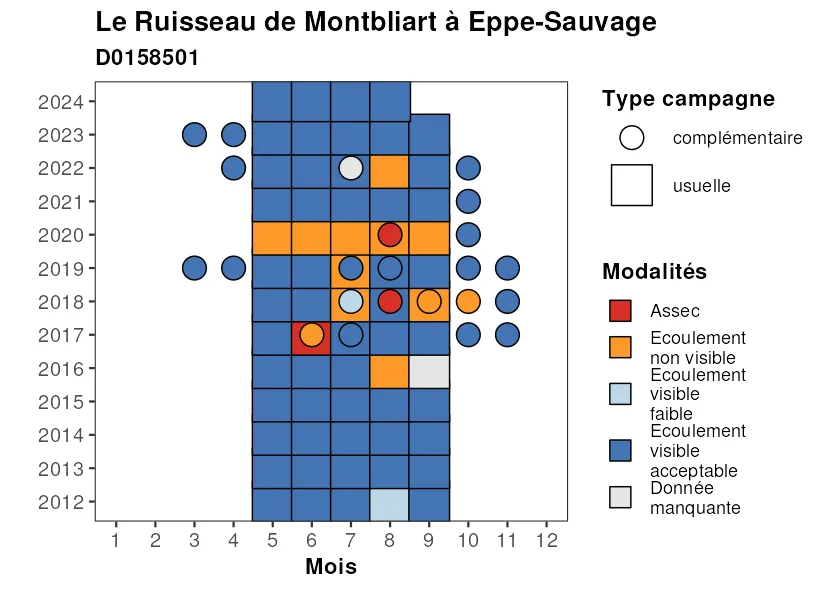 Le Ruisseau de Montbliart à Eppe-Sauvage
D0158501
2024
2023
2022
2021
2020
2019
2018
2017
2016
2015
2014
2013
2012
1 2 3 4 5 6 7 8 9 10 11 12
Mois
Type campagne
complémentaire
usuelle
Modalités
Assec
Ecoulement
non visible
Ecoulement
visible
faible
Ecoulement
visible
acceptable
Donnée
manquante